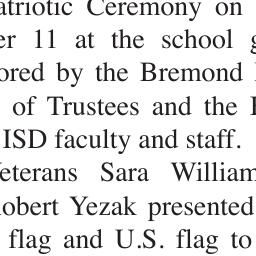 atriotic Ceremony on
er 11 at the school
ored by the Bremond
of Trustees and the
ISD faculty and staff.
eterans Sara William
obert Yezak presented
flag and U.S. flag to